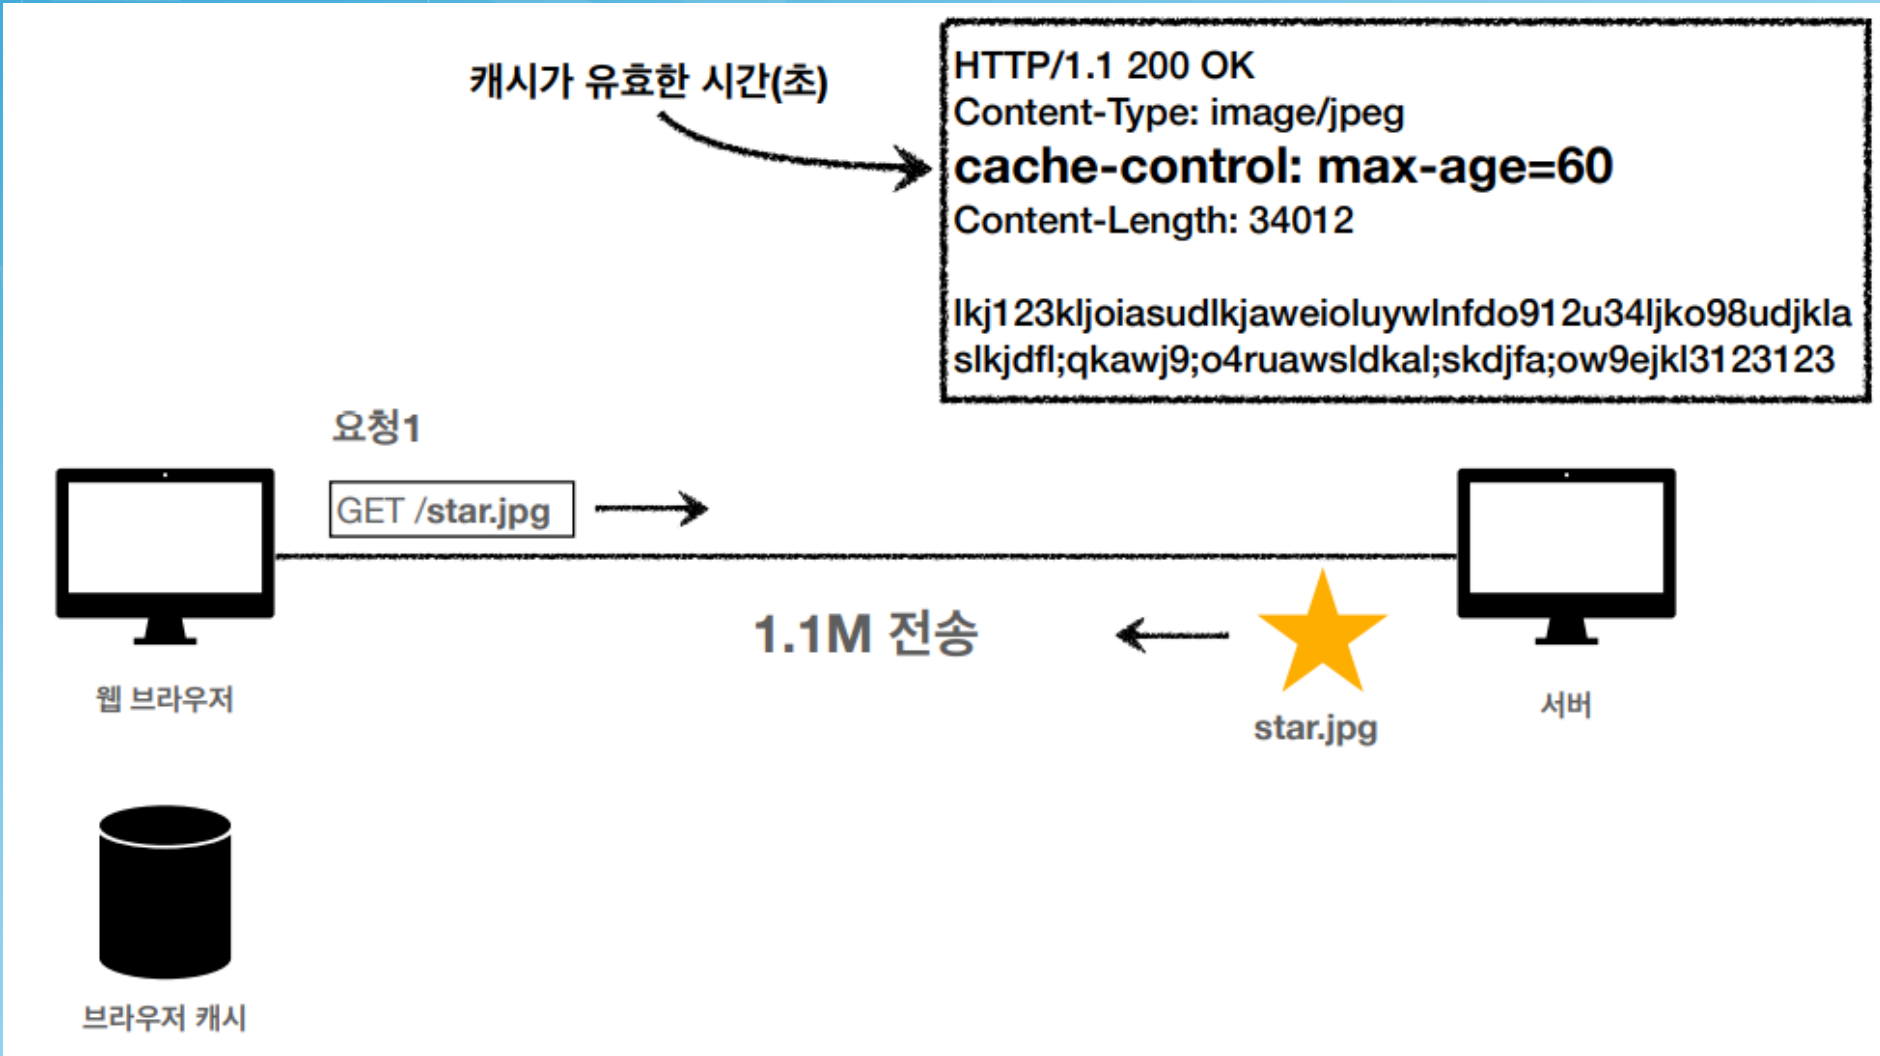 캐시가 유효한 시간(초)
HTTP/1.1 200 OK
Content-Type: image/jpeg
cache-control: max-age=60
Content-Length: 34012
lkj123kljoiasudlkjaweioluywlnfdo912u34ljko98udjkla
slkjdfl;qkawj9;o4ruawsldkal;skdjfa;ow9ejkl3123123
요청1
GET /star.jpg
1.1M 전송
웹 브라우저
star.jpg
서버
브라우저 캐시